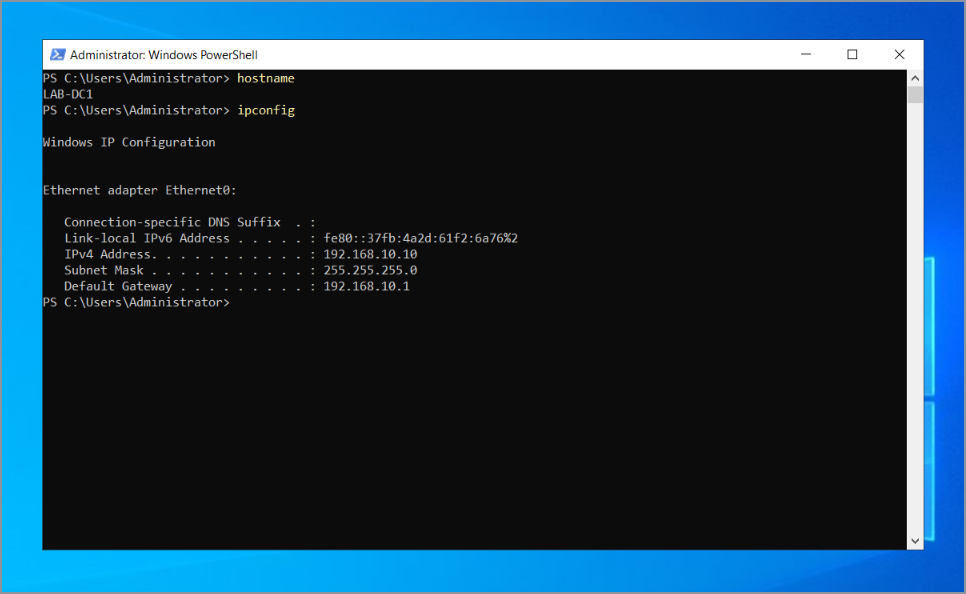 Administrator: Windows PowerShell
PS C:\Users\Administrator> hostname
LAB-DC1
PS C:\Users\Administrator> ipconfig
Windows IP Configuration
Ethernet adapter Ethernet0:
Connection-specific DNS Suffix  . :
Link-local IPv6 Address . . . . . : fe80::37fb:4a2d:61f2:6a76%2
IPv4 Address. . . . . . . . . . . : 192.168.10.10
Subnet Mask . . . . . . . . . . . : 255.255.255.0
Default Gateway . . . . . . . . . : 192.168.10.1
PS C:\Users\Administrator>